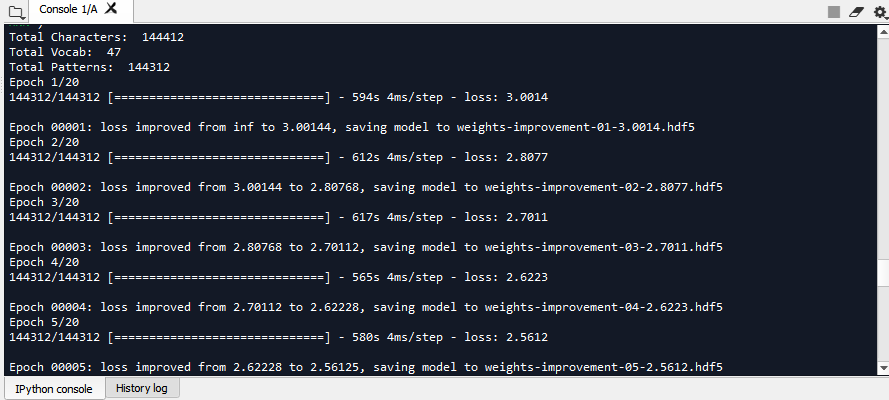 Console 1/A
Total Characters:  144412
Total Vocab:  47
Total Patterns:  144312
Epoch 1/20
144312/144312 [==============================] - 594s 4ms/step - loss: 3.0014
Epoch 00001: loss improved from inf to 3.00144, saving model to weights-improvement-01-3.0014.hdf5
Epoch 2/20
144312/144312 [==============================] - 612s 4ms/step - loss: 2.8077
Epoch 00002: loss improved from 3.00144 to 2.80768, saving model to weights-improvement-02-2.8077.hdf5
Epoch 3/20
144312/144312 [==============================] - 617s 4ms/step - loss: 2.7011
Epoch 00003: loss improved from 2.80768 to 2.70112, saving model to weights-improvement-03-2.7011.hdf5
Epoch 4/20
144312/144312 [==============================] - 565s 4ms/step - loss: 2.6223
Epoch 00004: loss improved from 2.70112 to 2.62228, saving model to weights-improvement-04-2.6223.hdf5
Epoch 5/20
144312/144312 [==============================] - 580s 4ms/step - loss: 2.5612
Epoch 00005: loss improved from 2.62228 to 2.56125, saving model to weights-improvement-05-2.5612.hdf5
IPython console
History log